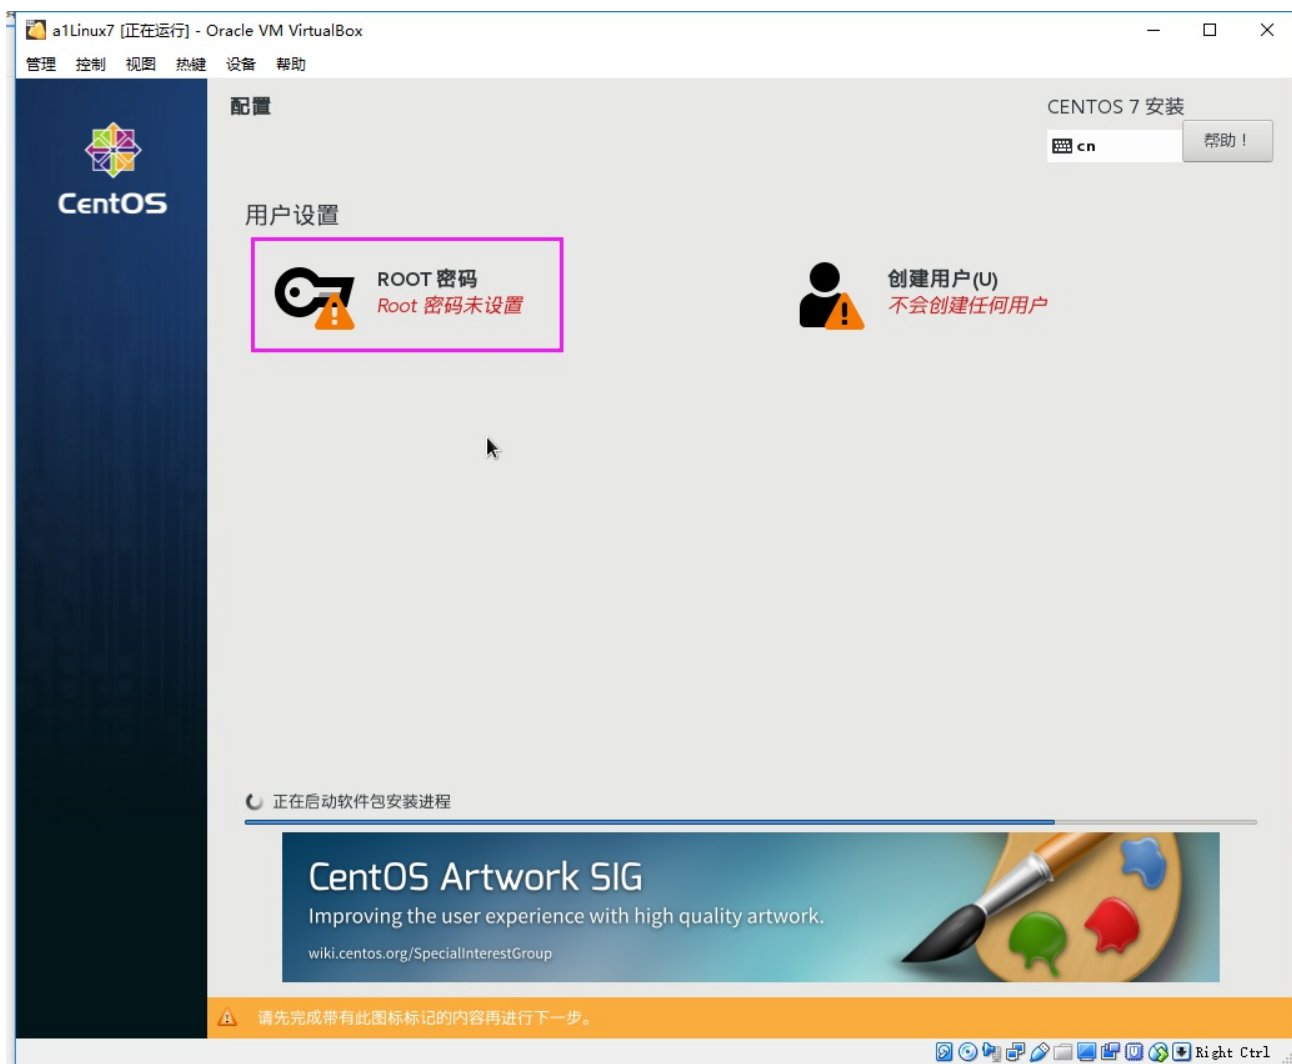 a1Linux7 [正在运行] - Oracle VM VirtualBox
管理 控制 视图 热键 设备 帮助
CentOS
配置
CENTOS 7 安装
cn
帮助！
用户设置
ROOT 密码
Root 密码未设置
创建用户(U)
不会创建任何用户
正在启动软件包安装进程
CentOS Artwork SIG
Improving the user experience with high quality artwork.
wiki.centos.org/SpecialInterestGroup
请先完成带有此图标标记的内容再进行下一步。
Right Ctrl